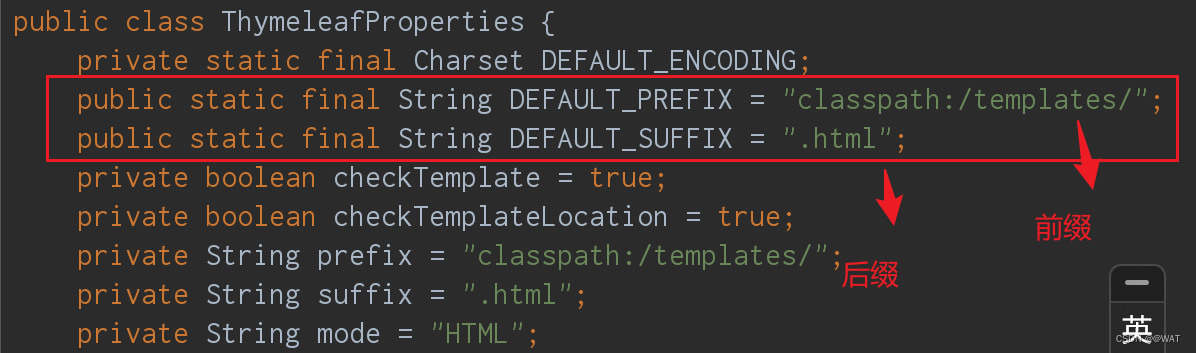 public class ThymeleafProperties {
private static final Charset DEFAULT_ENCODING;
public static final String DEFAULT_PREFIX = "classpath:/templates/";
public static final String DEFAULT_SUFFIX = ".html";
private boolean checkTemplate = true;
private boolean checkTemplateLocation = true;
前缀
private String prefix = "classpath:/templates/";
后缀
private String suffix = ".html";
private String mode = "HTML";
英
CSDN @@WAT